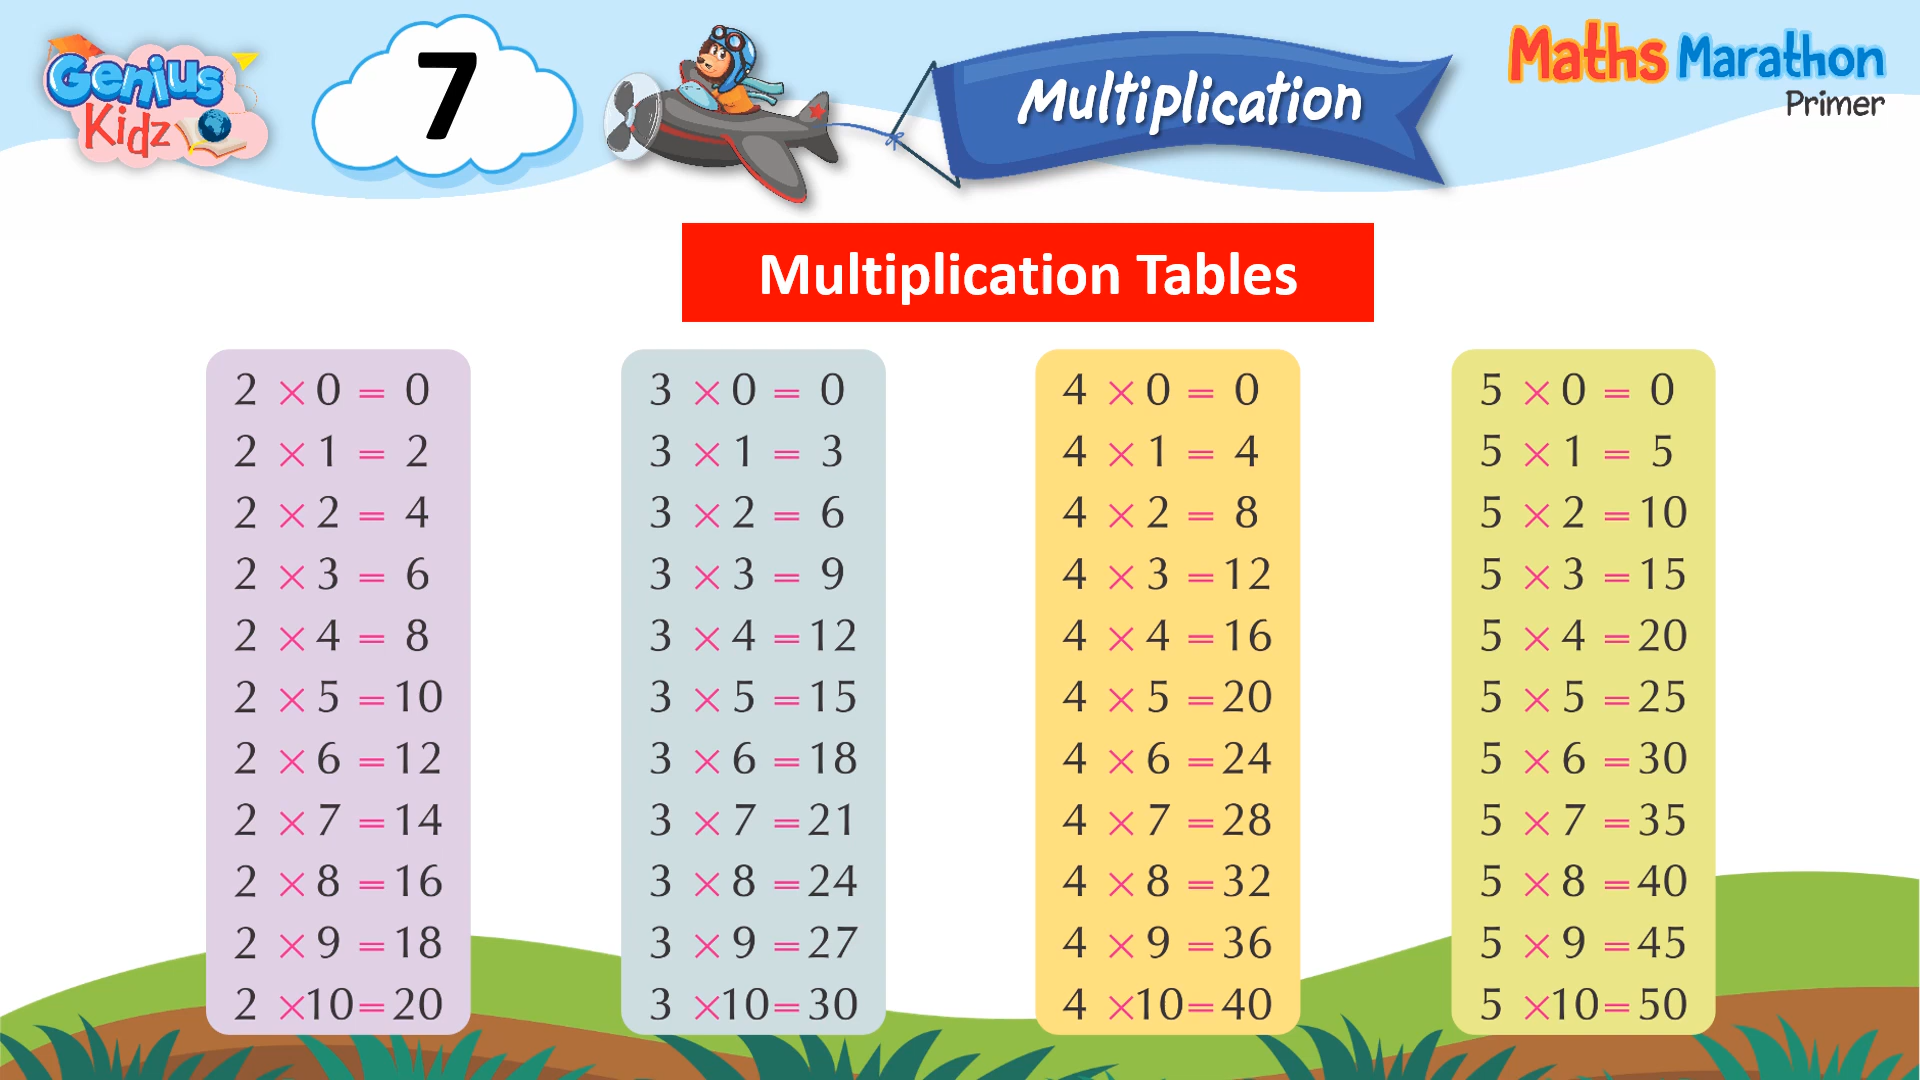 Genius
Kidz
7
Multiplication
Maths Marathon
Primer
Multiplication Tables
2 × 0 = 0
2 × 1 = 2
2 × 2 = 4
2 × 3 = 6
2 × 4 = 8
2 × 5 = 10
2 × 6 = 12
2 × 7 = 14
2 × 8 = 16
2 × 9 = 18
2 × 10 = 20
3 × 0 = 0
3 × 1 = 3
3 × 2 = 6
3 × 3 = 9
3 × 4 = 12
3 × 5 = 15
3 × 6 = 18
3 × 7 = 21
3 × 8 = 24
3 × 9 = 27
3 × 10 = 30
4 × 0 = 0
4 × 1 = 4
4 × 2 = 8
4 × 3 = 12
4 × 4 = 16
4 × 5 = 20
4 × 6 = 24
4 × 7 = 28
4 × 8 = 32
4 × 9 = 36
4 × 10 = 40
5 × 0 = 0
5 × 1 = 5
5 × 2 = 10
5 × 3 = 15
5 × 4 = 20
5 × 5 = 25
5 × 6 = 30
5 × 7 = 35
5 × 8 = 40
5 × 9 = 45
5 × 10 = 50